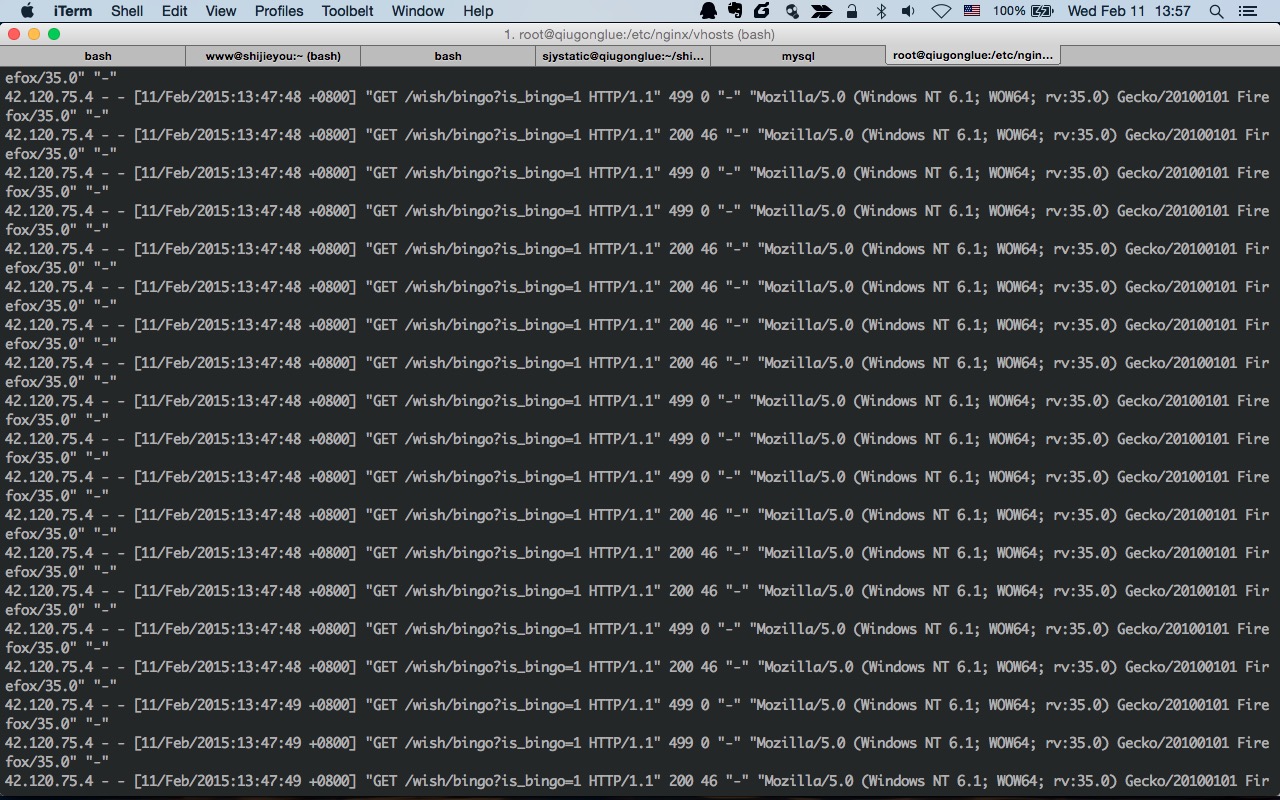 iTerm Shell Edit View Profiles Toolbelt Window Help 100% Wed Feb 11 13:57
1. root@qiugonglue:/etc/nginx/vhosts (bash)
bash www@shijieyou:~ (bash) bash sjystatic@qiugonglue:~/shi... mysql root@qiugonglue:/etc/ngin...
efox/35.0" "-"
42.120.75.4 - - [11/Feb/2015:13:47:48 +0800] "GET /wish/bingo?is_bingo=1 HTTP/1.1" 499 0 "-" "Mozilla/5.0 (Windows NT 6.1; WOW64; rv:35.0) Gecko/20100101 Fire
fox/35.0" "-"
42.120.75.4 - - [11/Feb/2015:13:47:48 +0800] "GET /wish/bingo?is_bingo=1 HTTP/1.1" 200 46 "-" "Mozilla/5.0 (Windows NT 6.1; WOW64; rv:35.0) Gecko/20100101 Fir
efox/35.0" "-"
42.120.75.4 - - [11/Feb/2015:13:47:48 +0800] "GET /wish/bingo?is_bingo=1 HTTP/1.1" 499 0 "-" "Mozilla/5.0 (Windows NT 6.1; WOW64; rv:35.0) Gecko/20100101 Fire
fox/35.0" "-"
42.120.75.4 - - [11/Feb/2015:13:47:48 +0800] "GET /wish/bingo?is_bingo=1 HTTP/1.1" 499 0 "-" "Mozilla/5.0 (Windows NT 6.1; WOW64; rv:35.0) Gecko/20100101 Fire
fox/35.0" "-"
42.120.75.4 - - [11/Feb/2015:13:47:48 +0800] "GET /wish/bingo?is_bingo=1 HTTP/1.1" 200 46 "-" "Mozilla/5.0 (Windows NT 6.1; WOW64; rv:35.0) Gecko/20100101 Fir
efox/35.0" "-"
42.120.75.4 - - [11/Feb/2015:13:47:48 +0800] "GET /wish/bingo?is_bingo=1 HTTP/1.1" 200 46 "-" "Mozilla/5.0 (Windows NT 6.1; WOW64; rv:35.0) Gecko/20100101 Fir
efox/35.0" "-"
42.120.75.4 - - [11/Feb/2015:13:47:48 +0800] "GET /wish/bingo?is_bingo=1 HTTP/1.1" 200 46 "-" "Mozilla/5.0 (Windows NT 6.1; WOW64; rv:35.0) Gecko/20100101 Fir
efox/35.0" "-"
42.120.75.4 - - [11/Feb/2015:13:47:48 +0800] "GET /wish/bingo?is_bingo=1 HTTP/1.1" 200 46 "-" "Mozilla/5.0 (Windows NT 6.1; WOW64; rv:35.0) Gecko/20100101 Fir
efox/35.0" "-"
42.120.75.4 - - [11/Feb/2015:13:47:48 +0800] "GET /wish/bingo?is_bingo=1 HTTP/1.1" 499 0 "-" "Mozilla/5.0 (Windows NT 6.1; WOW64; rv:35.0) Gecko/20100101 Fire
fox/35.0" "-"
42.120.75.4 - - [11/Feb/2015:13:47:48 +0800] "GET /wish/bingo?is_bingo=1 HTTP/1.1" 499 0 "-" "Mozilla/5.0 (Windows NT 6.1; WOW64; rv:35.0) Gecko/20100101 Fire
fox/35.0" "-"
42.120.75.4 - - [11/Feb/2015:13:47:48 +0800] "GET /wish/bingo?is_bingo=1 HTTP/1.1" 499 0 "-" "Mozilla/5.0 (Windows NT 6.1; WOW64; rv:35.0) Gecko/20100101 Fire
fox/35.0" "-"
42.120.75.4 - - [11/Feb/2015:13:47:48 +0800] "GET /wish/bingo?is_bingo=1 HTTP/1.1" 200 46 "-" "Mozilla/5.0 (Windows NT 6.1; WOW64; rv:35.0) Gecko/20100101 Fir
efox/35.0" "-"
42.120.75.4 - - [11/Feb/2015:13:47:48 +0800] "GET /wish/bingo?is_bingo=1 HTTP/1.1" 200 46 "-" "Mozilla/5.0 (Windows NT 6.1; WOW64; rv:35.0) Gecko/20100101 Fir
efox/35.0" "-"
42.120.75.4 - - [11/Feb/2015:13:47:48 +0800] "GET /wish/bingo?is_bingo=1 HTTP/1.1" 200 46 "-" "Mozilla/5.0 (Windows NT 6.1; WOW64; rv:35.0) Gecko/20100101 Fir
efox/35.0" "-"
42.120.75.4 - - [11/Feb/2015:13:47:48 +0800] "GET /wish/bingo?is_bingo=1 HTTP/1.1" 499 0 "-" "Mozilla/5.0 (Windows NT 6.1; WOW64; rv:35.0) Gecko/20100101 Fire
fox/35.0" "-"
42.120.75.4 - - [11/Feb/2015:13:47:48 +0800] "GET /wish/bingo?is_bingo=1 HTTP/1.1" 200 46 "-" "Mozilla/5.0 (Windows NT 6.1; WOW64; rv:35.0) Gecko/20100101 Fir
efox/35.0" "-"
42.120.75.4 - - [11/Feb/2015:13:47:49 +0800] "GET /wish/bingo?is_bingo=1 HTTP/1.1" 499 0 "-" "Mozilla/5.0 (Windows NT 6.1; WOW64; rv:35.0) Gecko/20100101 Fire
fox/35.0" "-"
42.120.75.4 - - [11/Feb/2015:13:47:49 +0800] "GET /wish/bingo?is_bingo=1 HTTP/1.1" 499 0 "-" "Mozilla/5.0 (Windows NT 6.1; WOW64; rv:35.0) Gecko/20100101 Fire
fox/35.0" "-"
42.120.75.4 - - [11/Feb/2015:13:47:49 +0800] "GET /wish/bingo?is_bingo=1 HTTP/1.1" 200 46 "-" "Mozilla/5.0 (Windows NT 6.1; WOW64; rv:35.0) Gecko/20100101 Fir